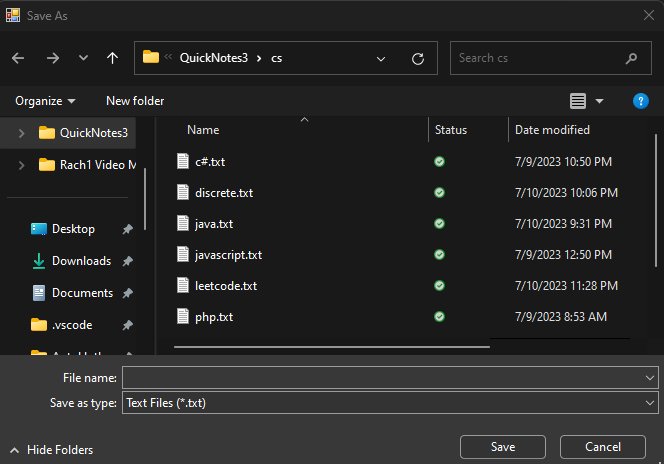 Save As
QuickNotes3 cs
Search cs
Organize New folder
Name Status Date modified
QuickNotes3
Rach1 Video M
Desktop
Downloads
Documents
.vscode
c#.txt 7/9/2023 10:50 PM
discrete.txt 7/10/2023 10:06 PM
java.txt 7/10/2023 9:31 PM
javascript.txt 7/9/2023 12:50 PM
leetcode.txt 7/10/2023 11:28 PM
php.txt 7/9/2023 8:53 AM
File name:
Save as type: Text Files (*.txt)
Hide Folders Save Cancel